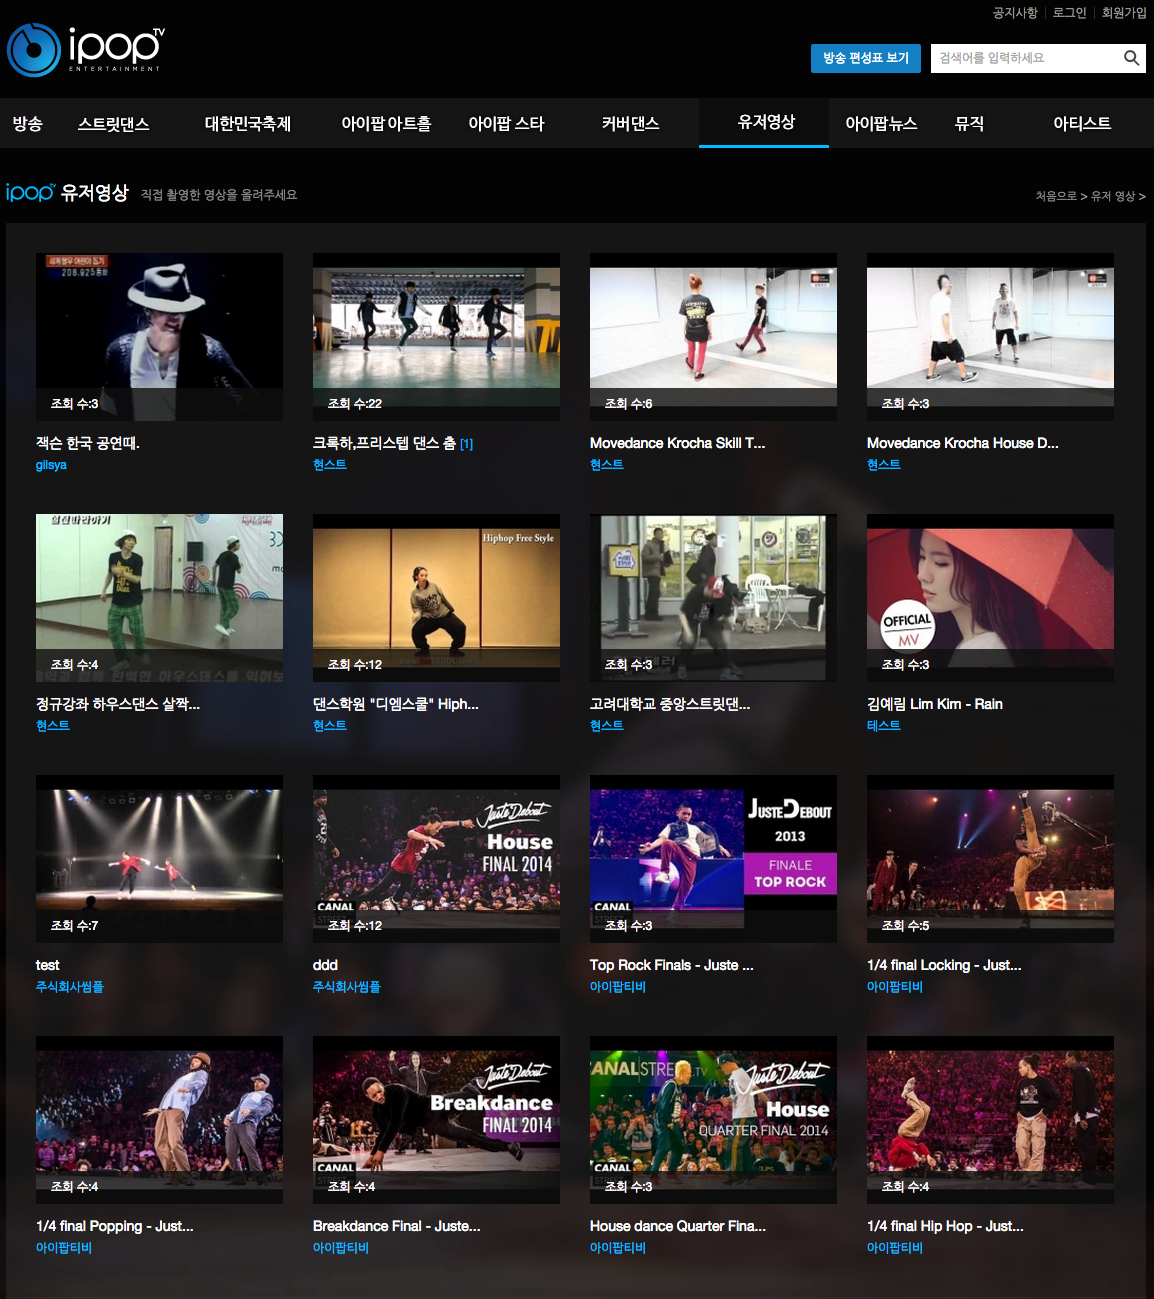 공지사항 | 로그인 | 회원가입
ipop TV
ENTERTAINMENT
방송 편성표 보기
검색어를 입력하세요
방송 스트릿댄스 대한민국축제 아이팝 아트홀 아이팝 스타 커버댄스 유저영상 아이팝뉴스 뮤직 아티스트
ipop TV 유저영상 직접 촬영한 영상을 올려주세요
처음으로 > 유저 영상 >
208.925동화
조회 수:3
조회 수:22
조회 수:6
조회 수:3
잭슨 한국 공연때.
크록하,프리스텝 댄스 춤 [1]
Movedance Krocha Skill T...
Movedance Krocha House D...
gilsya
현스트
현스트
현스트
Hiphop Free Style
OFFICIAL
MV
조회 수:4
조회 수:12
조회 수:3
조회 수:3
정규강좌 하우스댄스 살짝...
댄스학원 "디엠스쿨" Hiph...
고려대학교 중앙스트릿댄...
김예림 Lim Kim - Rain
현스트
현스트
현스트
테스트
Juste Debout
House
FINAL 2014
CANAL
JUSTE DEBOUT
2013
FINALE
TOP ROCK
CANAL
조회 수:7
조회 수:12
조회 수:3
조회 수:5
test
ddd
Top Rock Finals - Juste ...
1/4 final Locking - Just...
주식회사씸플
주식회사씸플
아이팝티비
아이팝티비
Juste Debout
Breakdance
FINAL 2014
CANAL
CANALSTREET.TV
Juste Debout
House
QUARTER FINAL 2014
CANAL
조회 수:4
조회 수:4
조회 수:3
조회 수:4
1/4 final Popping - Just...
Breakdance Final - Juste...
House dance Quarter Fina...
1/4 final Hip Hop - Just...
아이팝티비
아이팝티비
아이팝티비
아이팝티비